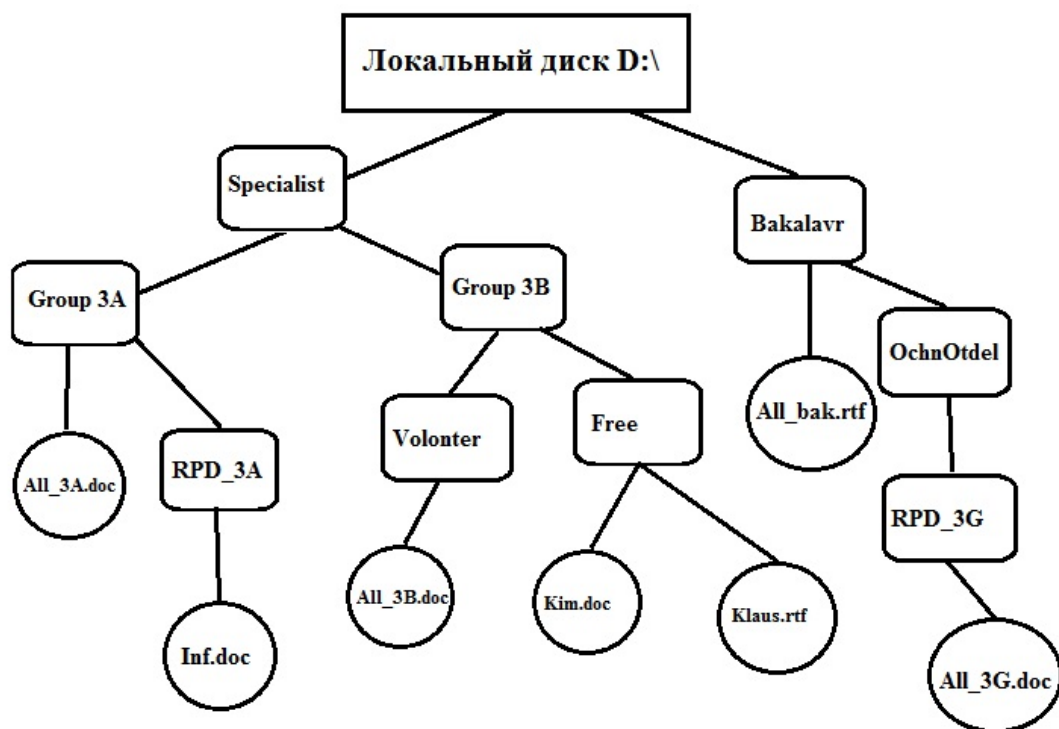 Локальный диск D:\
Specialist
Bakalavr
Group 3A
Group 3B
OchnOtdel
All_bak.rtf
Volonter
Free
All_3A.doc
RPD_3A
RPD_3G
All_3B.doc
Kim.doc
Klaus.rtf
Inf.doc
All_3G.doc